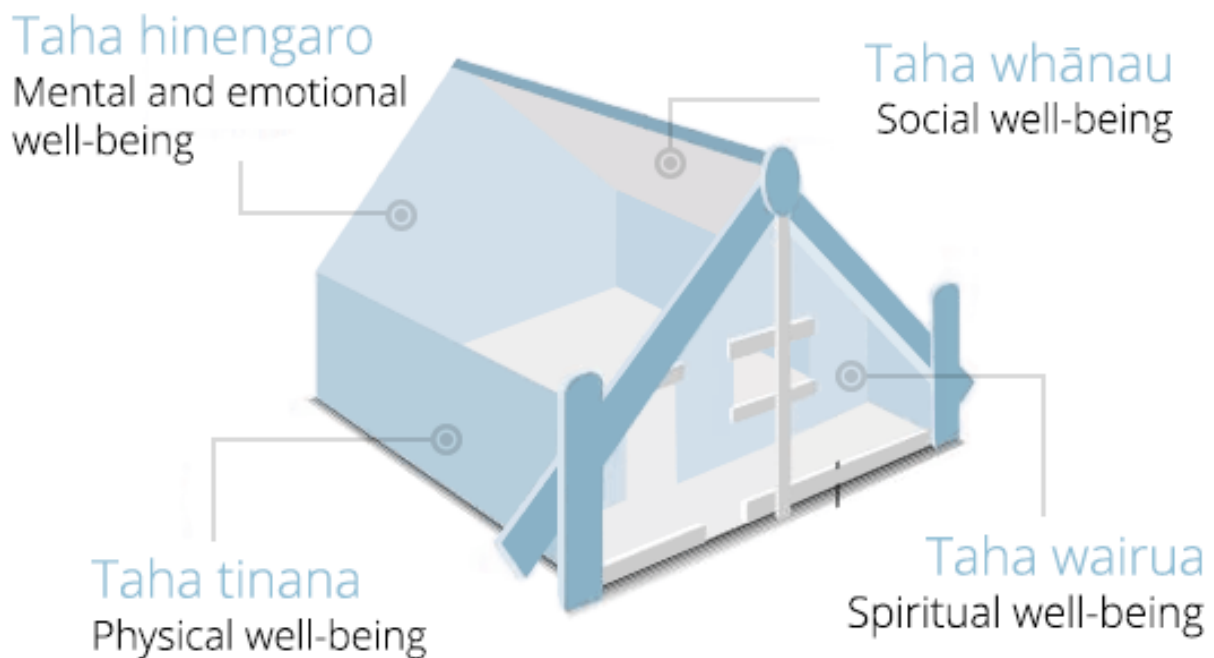 Taha hinengaro
Mental and emotional
well-being
Taha whānau
Social well-being
Taha tinana
Physical well-being
Taha wairua
Spiritual well-being